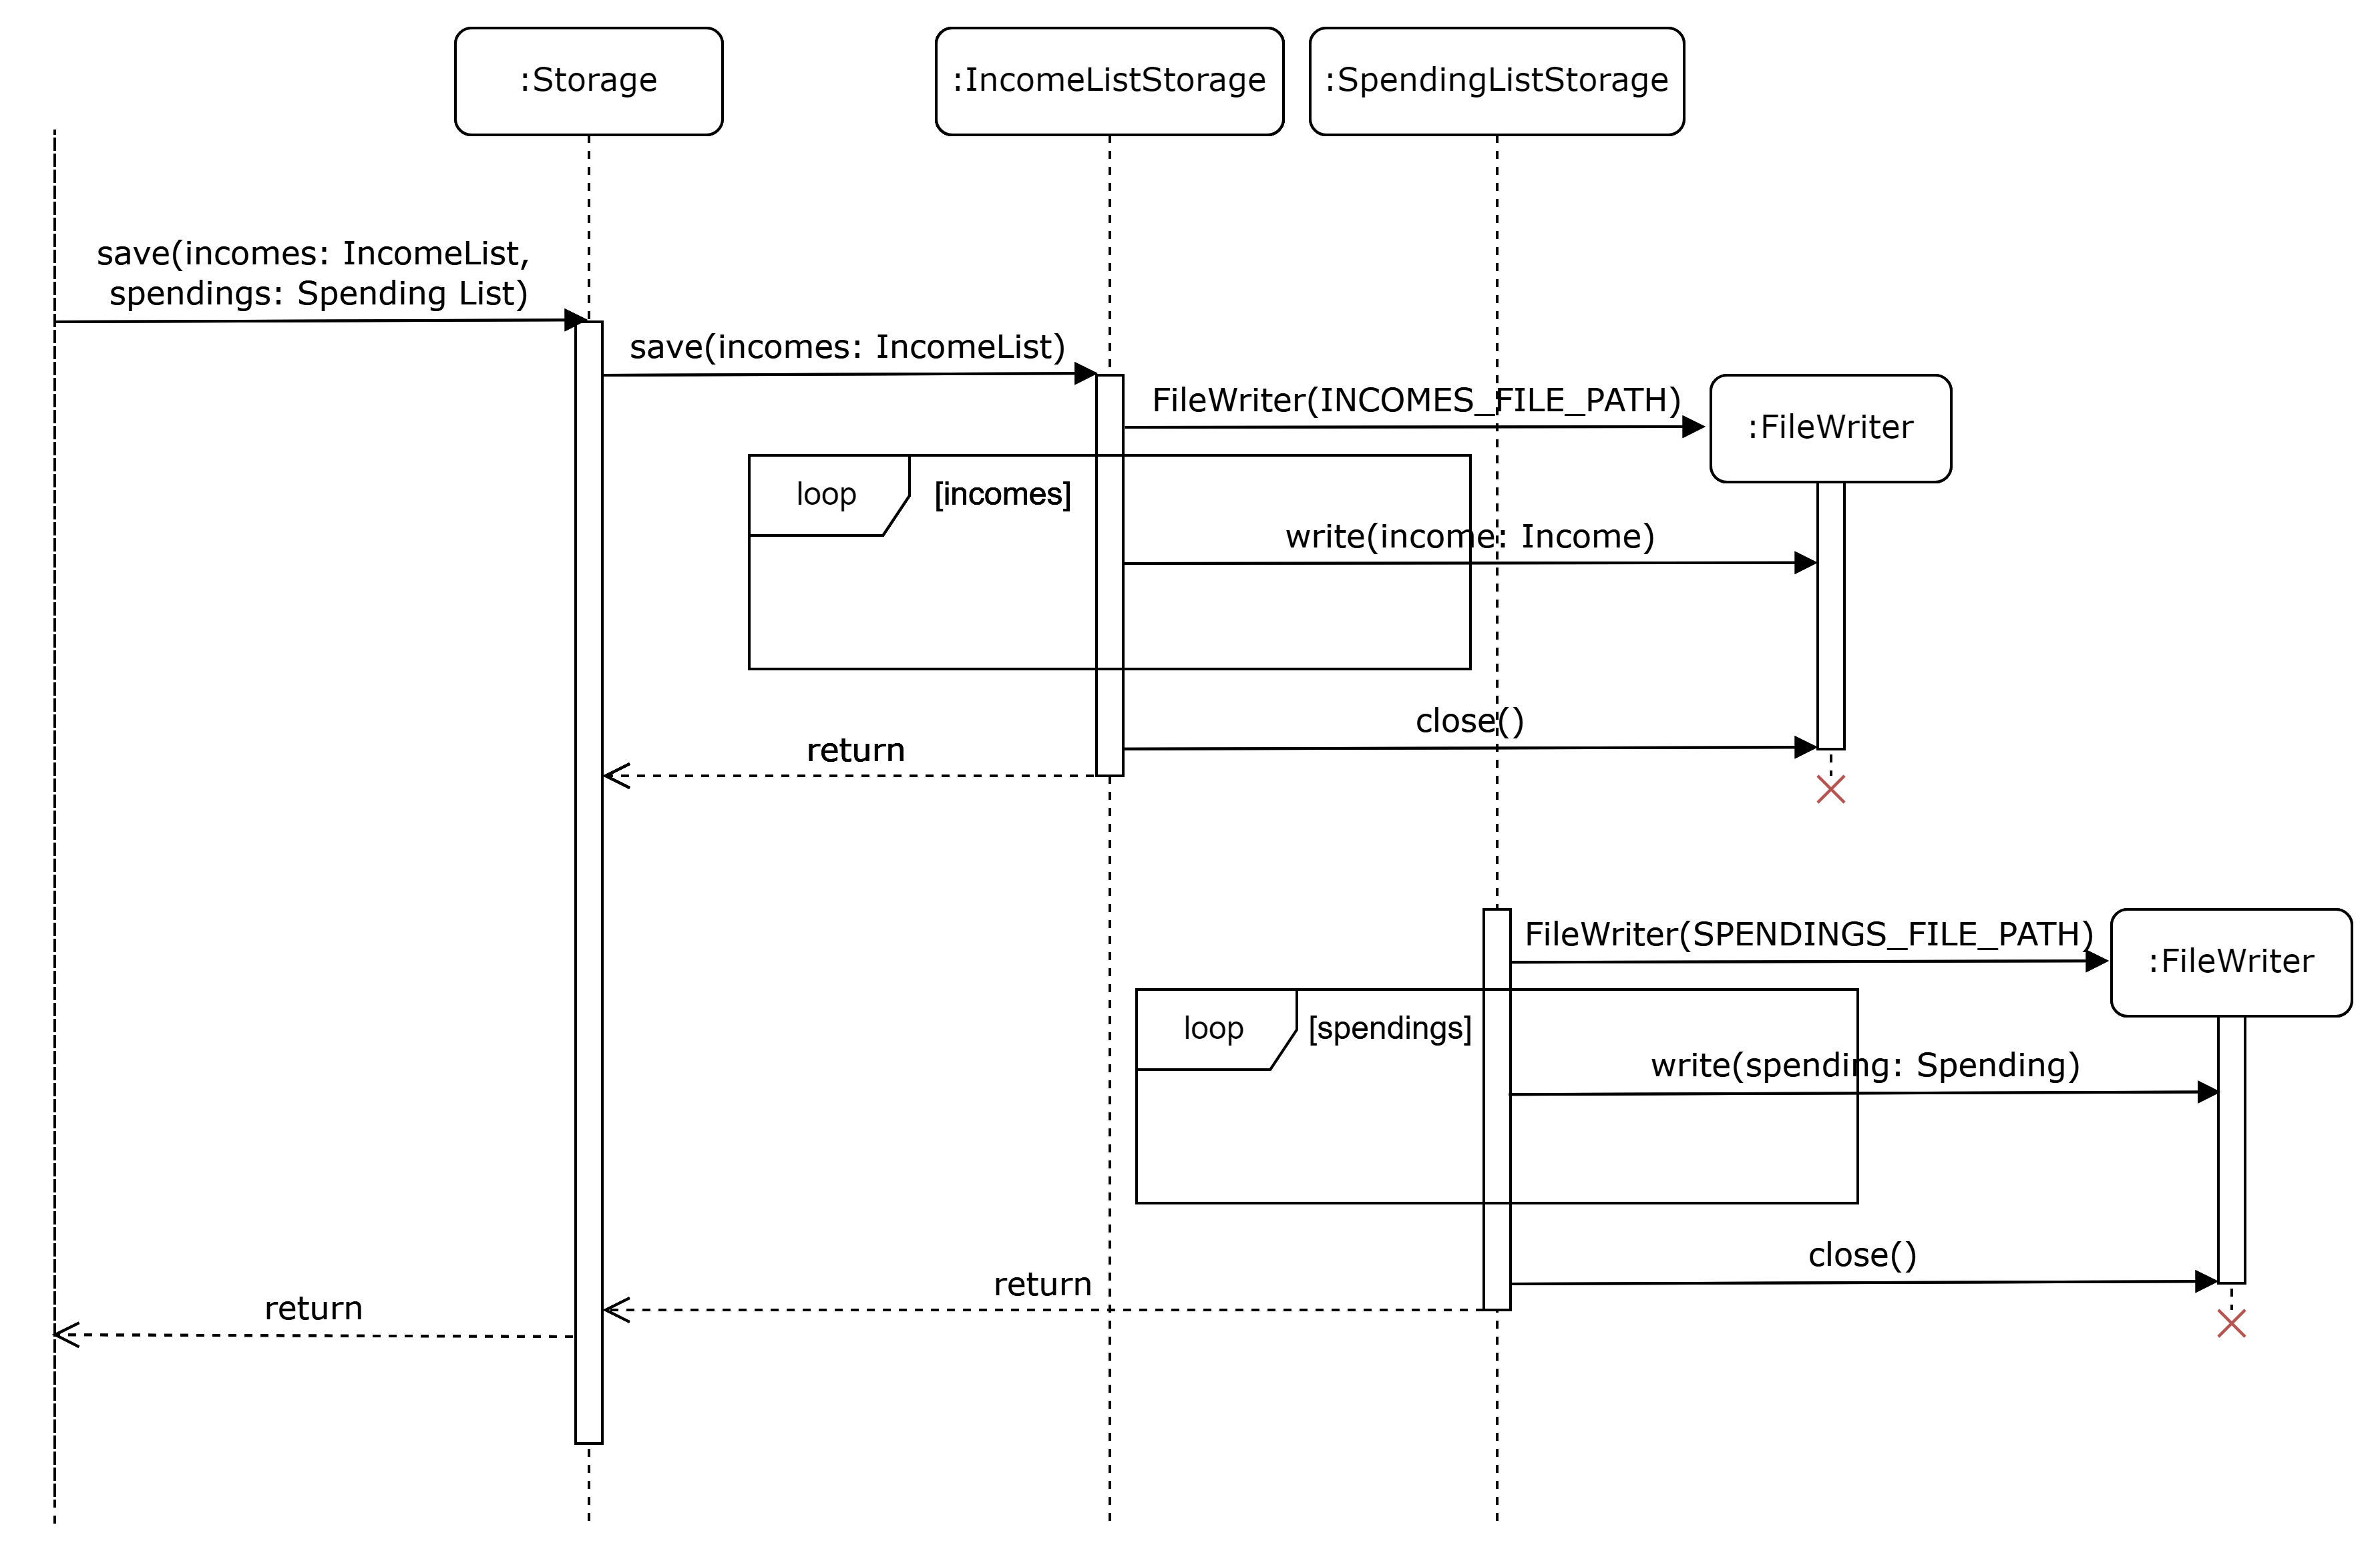 :Storage
:IncomeListStorage
:SpendingListStorage
save(incomes: IncomeList,
spendings: Spending List)
save(incomes: IncomeList)
FileWriter(INCOMES_FILE_PATH)
:FileWriter
loop
[incomes]
write(income: Income)
close()
return
FileWriter(SPENDINGS_FILE_PATH)
:FileWriter
loop
[spendings]
write(spending: Spending)
close()
return
return